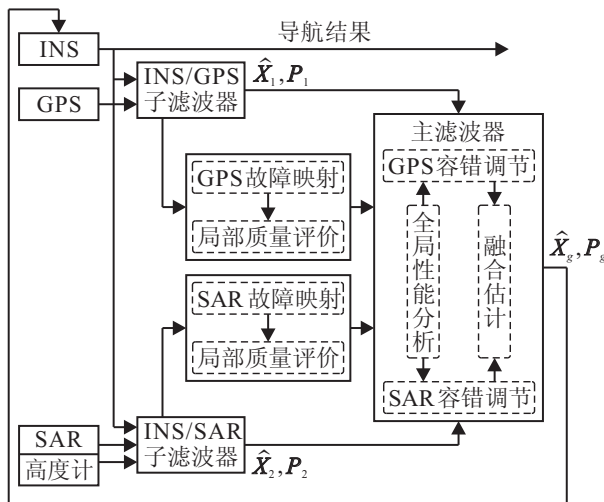 INS
导航结果
INS/GPS
子滤波器
X̂₁,P₁
GPS
主滤波器
GPS容错调节
GPS故障映射
局部质量评价
全局性能分析
融合估计
X̂g,Pg
SAR故障映射
局部质量评价
SAR容错调节
SAR
高度计
INS/SAR
子滤波器
X̂₂,P₂